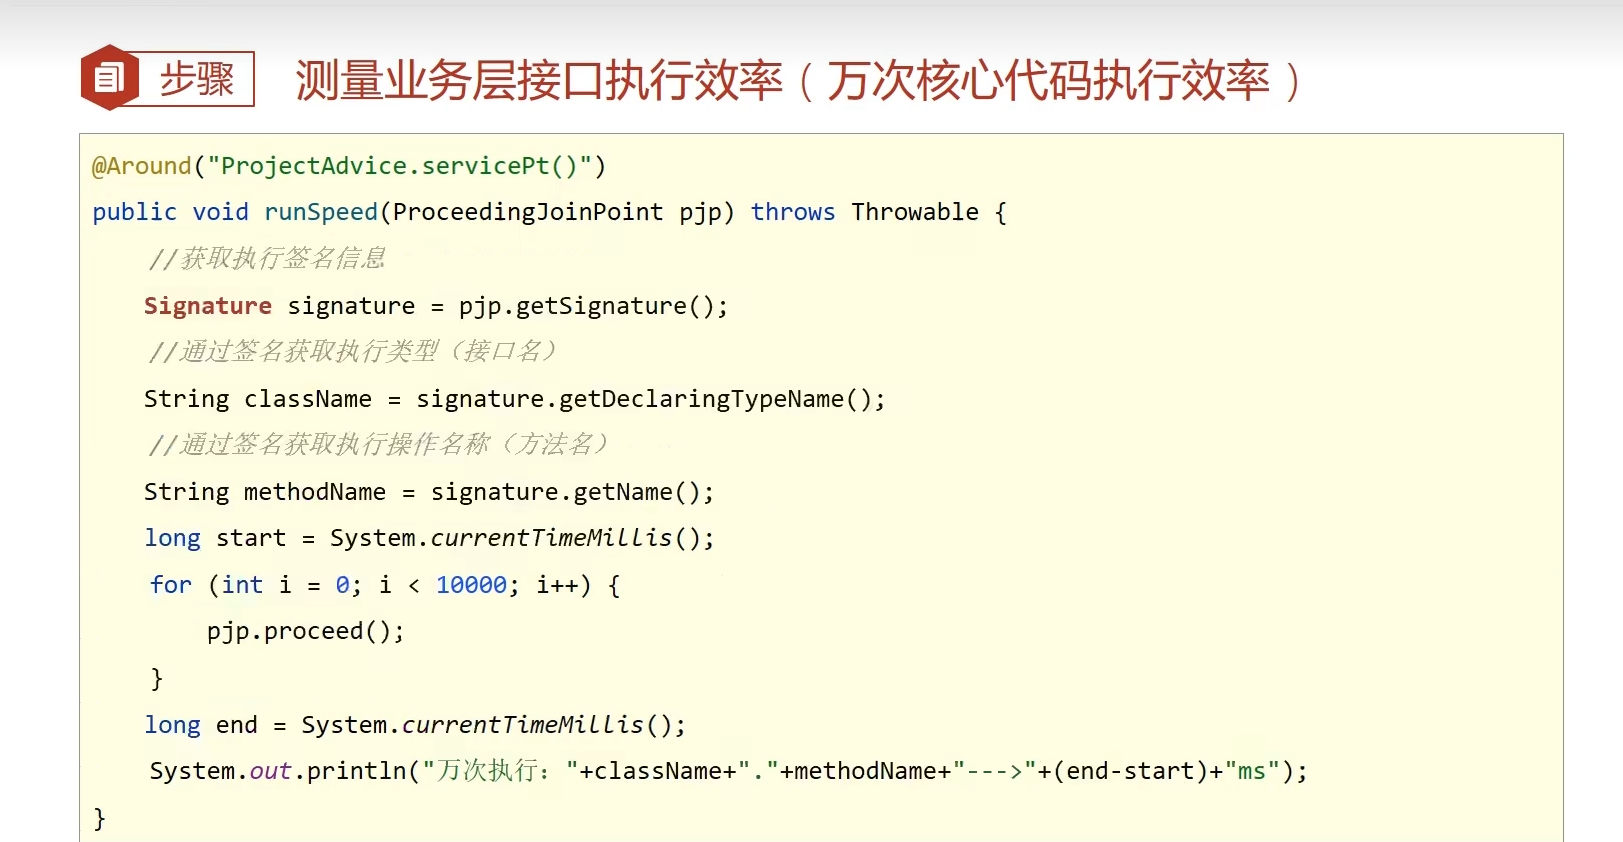 步骤
测量业务层接口执行效率（万次核心代码执行效率）
@Around("ProjectAdvice.servicePt()")
public void runSpeed(ProceedingJoinPoint pjp) throws Throwable {
    //获取执行签名信息
    Signature signature = pjp.getSignature();
    //通过签名获取执行类型（接口名）
    String className = signature.getDeclaringTypeName();
    //通过签名获取执行操作名称（方法名）
    String methodName = signature.getName();
    long start = System.currentTimeMillis();
    for (int i = 0; i < 10000; i++) {
        pjp.proceed();
    }
    long end = System.currentTimeMillis();
    System.out.println("万次执行："+className+"."+methodName+"--->"+(end-start)+"ms");
}